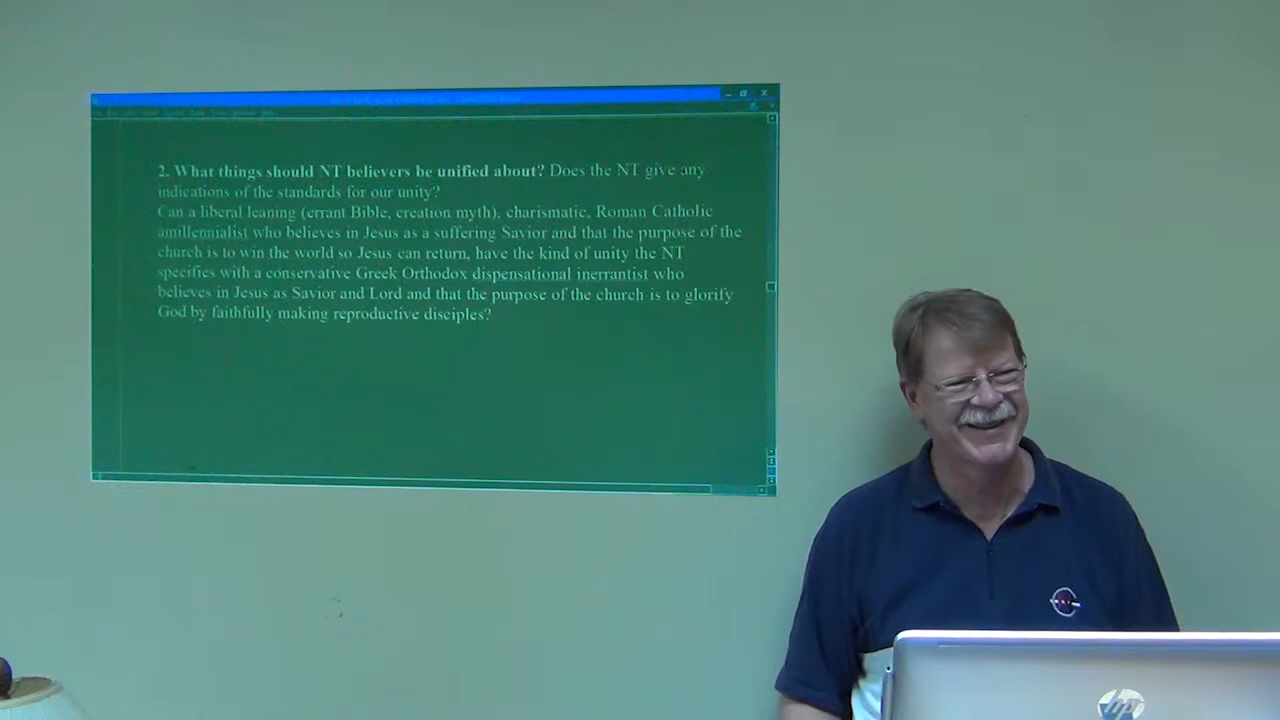 2. What things should NT believers be unified about? Does the NT give any
indications of the standards for our unity?
Can a liberal leaning (errant Bible, creation myth), charismatic, Roman Catholic
amillennialist who believes in Jesus as a suffering Savior and that the purpose of the
church is to win the world so Jesus can return, have the kind of unity the NT
specifies with a conservative Greek Orthodox dispensational inerrantist who
believes in Jesus as Savior and Lord and that the purpose of the church is to glorify
God by faithfully making reproductive disciples?
hp